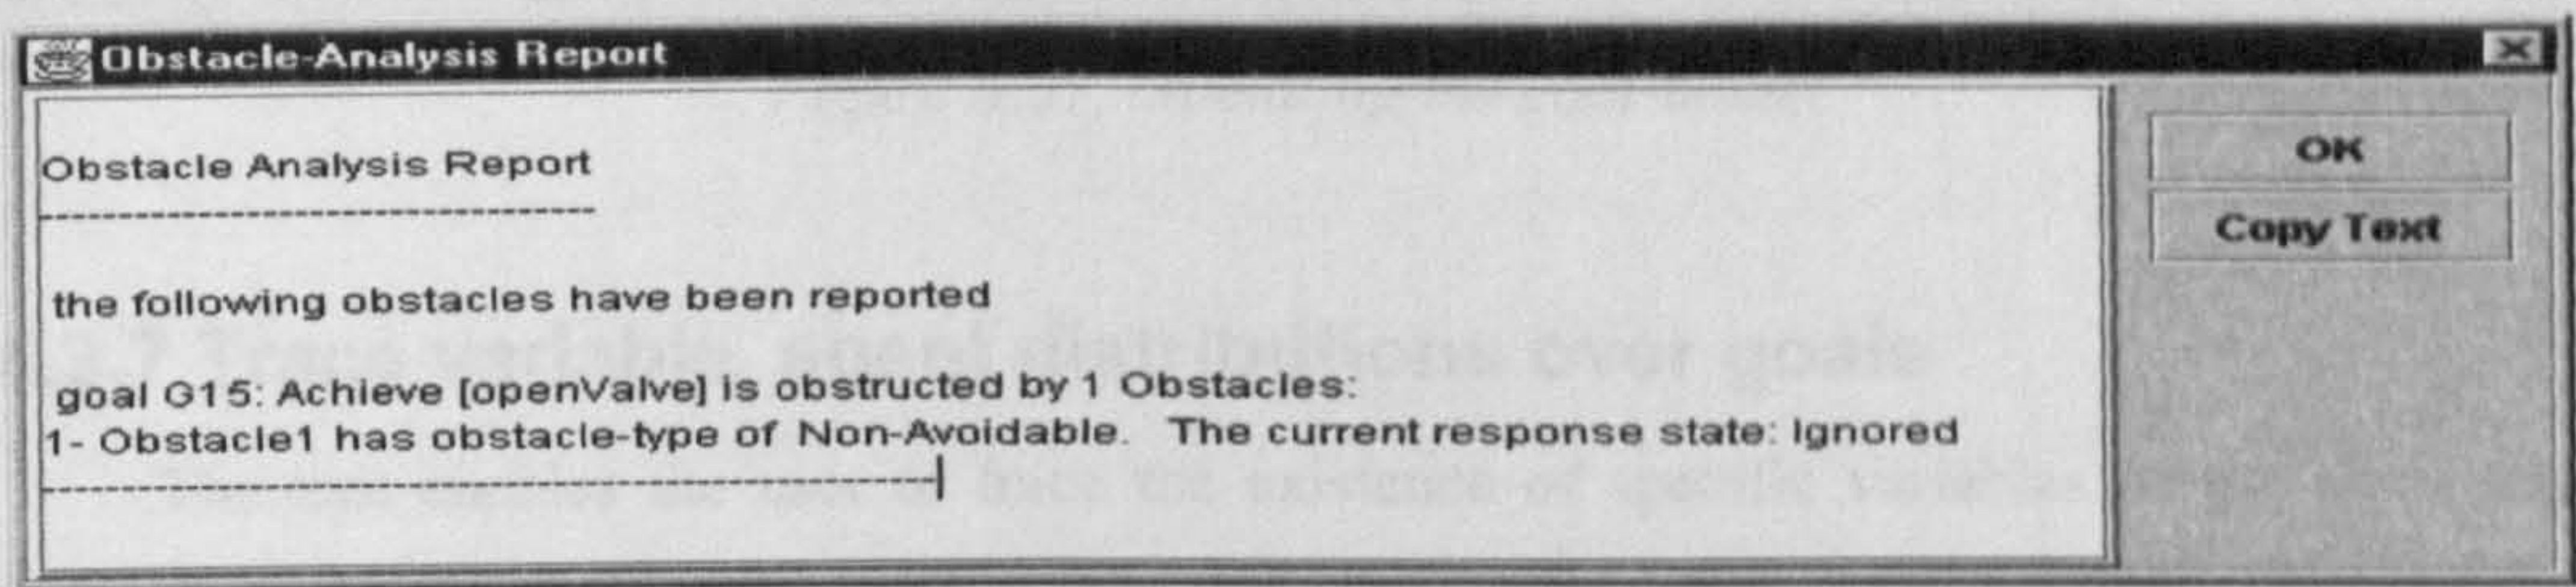 Obstacle-Analysis Report
OK
Copy Text
Obstacle Analysis Report
---------------------------------
the following obstacles have been reported
goal G15: Achieve [openValve] is obstructed by 1 Obstacles:
1- Obstacle1 has obstacle-type of Non-Avoidable. The current response state: Ignored
------------------------------------------------------